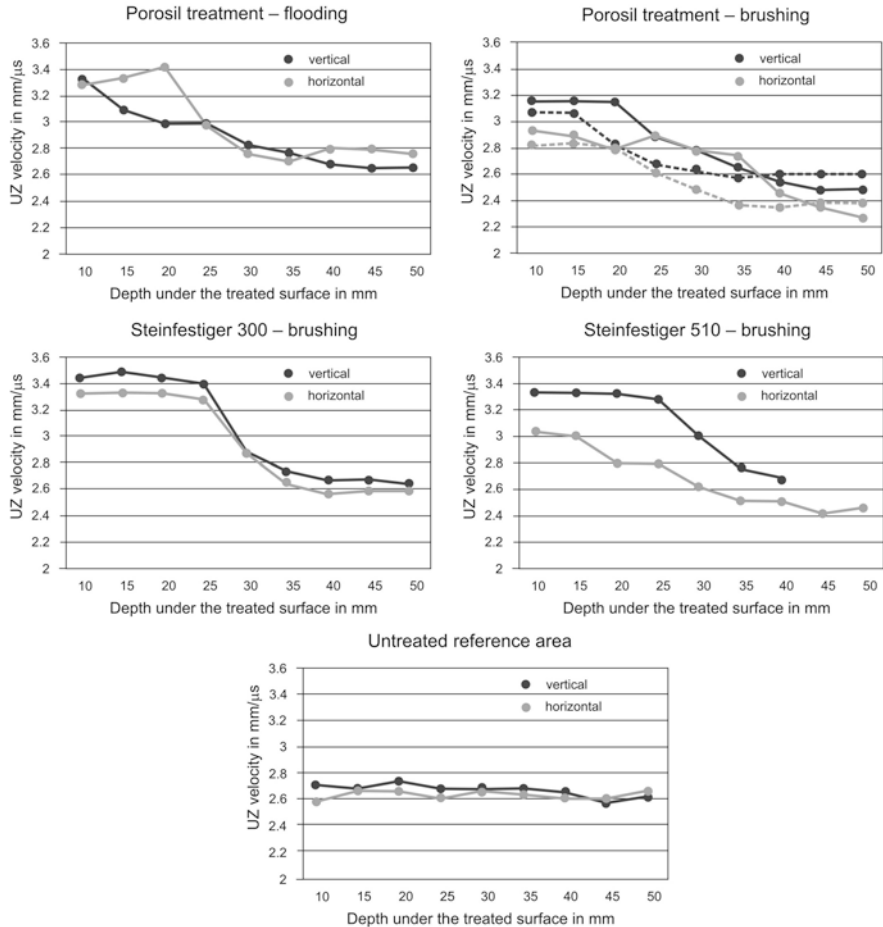 Porosil treatment – flooding
3.6
3.4
3.2
3
2.8
2.6
2.4
2.2
2
UZ velocity in mm/μs
vertical
horizontal
10 15 20 25 30 35 40 45 50
Depth under the treated surface in mm
Porosil treatment – brushing
3.6
3.4
3.2
3
2.8
2.6
2.4
2.2
2
UZ velocity in mm/μs
vertical
horizontal
10 15 20 25 30 35 40 45 50
Depth under the treated surface in mm
Steinfestiger 300 – brushing
3.6
3.4
3.2
3
2.8
2.6
2.4
2.2
2
UZ velocity in mm/μs
vertical
horizontal
10 15 20 25 30 35 40 45 50
Depth under the treated surface in mm
Steinfestiger 510 – brushing
3.6
3.4
3.2
3
2.8
2.6
2.4
2.2
2
UZ velocity in mm/μs
vertical
horizontal
10 15 20 25 30 35 40 45 50
Depth under the treated surface in mm
Untreated reference area
3.6
3.4
3.2
3
2.8
2.6
2.4
2.2
2
UZ velocity in mm/μs
vertical
horizontal
10 15 20 25 30 35 40 45 50
Depth under the treated surface in mm